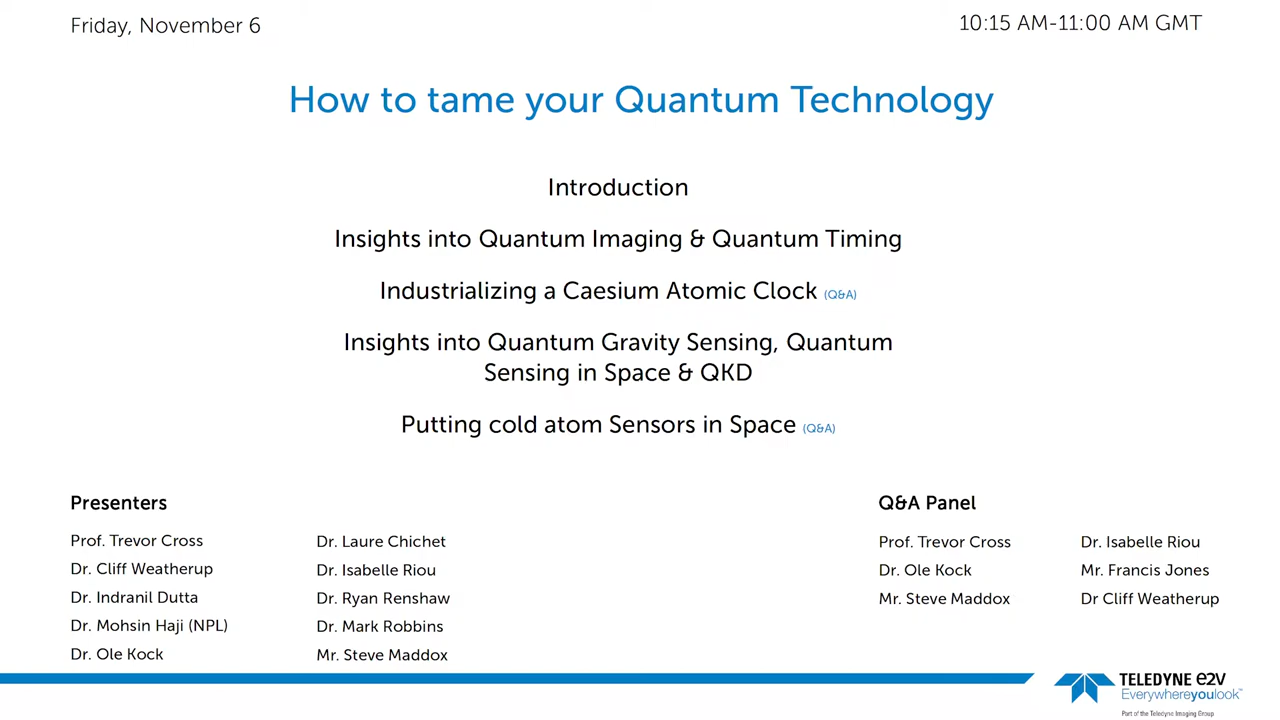 Friday, November 6
10:15 AM-11:00 AM GMT
How to tame your Quantum Technology
Introduction
Insights into Quantum Imaging & Quantum Timing
Industrializing a Caesium Atomic Clock (Q&A)
Insights into Quantum Gravity Sensing, Quantum
Sensing in Space & QKD
Putting cold atom Sensors in Space (Q&A)
Presenters
Prof. Trevor Cross
Dr. Cliff Weatherup
Dr. Indranil Dutta
Dr. Mohsin Haji (NPL)
Dr. Ole Kock
Dr. Laure Chichet
Dr. Isabelle Riou
Dr. Ryan Renshaw
Dr. Mark Robbins
Mr. Steve Maddox
Q&A Panel
Prof. Trevor Cross
Dr. Ole Kock
Mr. Steve Maddox
Dr. Isabelle Riou
Mr. Francis Jones
Dr Cliff Weatherup
TELEDYNE e2v
Everywhereyoulook™
Part of the Teledyne Imaging Group